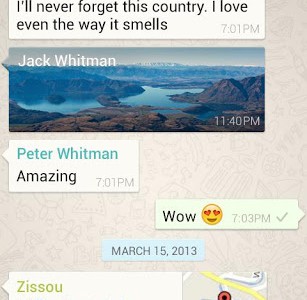 I'll never forget this country. I love
even the way it smells
7:01PM
Jack Whitman
11:40PM
Peter Whitman
Amazing
7:01PM
Wow 😍 7:03PM
MARCH 15, 2013
Zissou